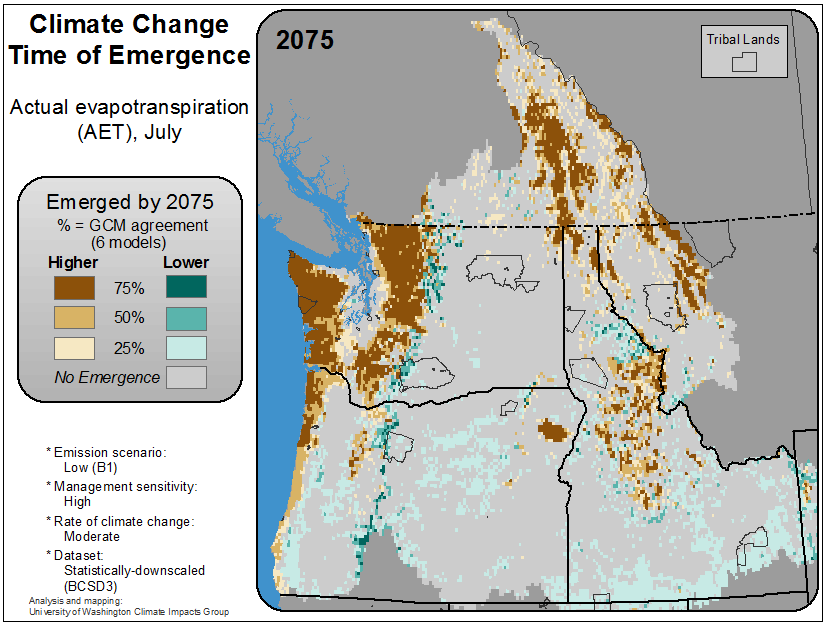 Climate Change
Time of Emergence
Actual evapotranspiration
(AET), July
Emerged by 2075
% = GCM agreement
(6 models)
Higher Lower
75%
50%
25%
No Emergence
* Emission scenario:
Low (B1)
* Management sensitivity:
High
* Rate of climate change:
Moderate
* Dataset:
Statistically-downscaled
(BCSD3)
Analysis and mapping:
University of Washington Climate Impacts Group
2075
Tribal Lands